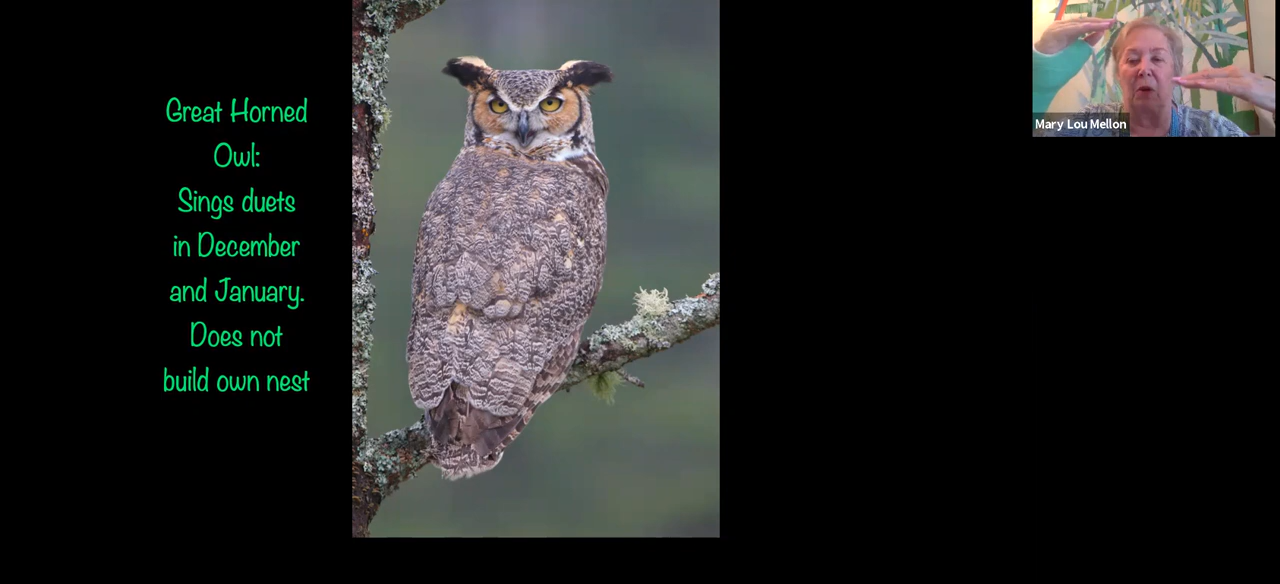 Great Horned
Owl:
Sings duets
in December
and January.
Does not
build own nest
Mary Lou Mellon